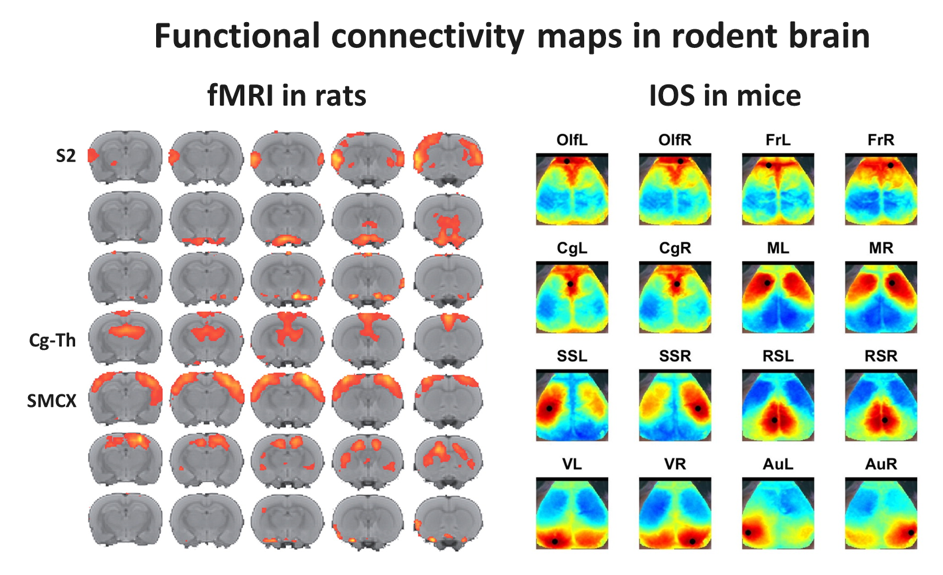 Functional connectivity maps in rodent brain
fMRI in rats
IOS in mice
S2
Cg-Th
SMCX
OlfL OlfR FrL FrR
CgL CgR ML MR
SSL SSR RSL RSR
VL VR AuL AuR